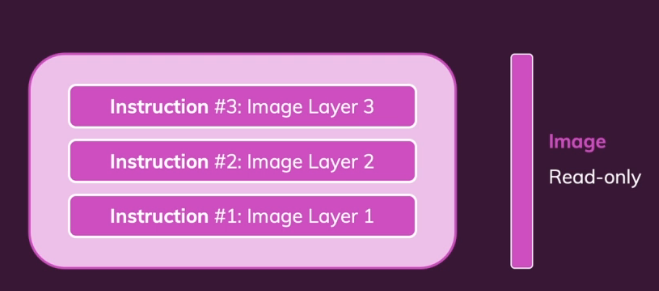 Instruction #3: Image Layer 3
Instruction #2: Image Layer 2
Instruction #1: Image Layer 1
Image
Read-only